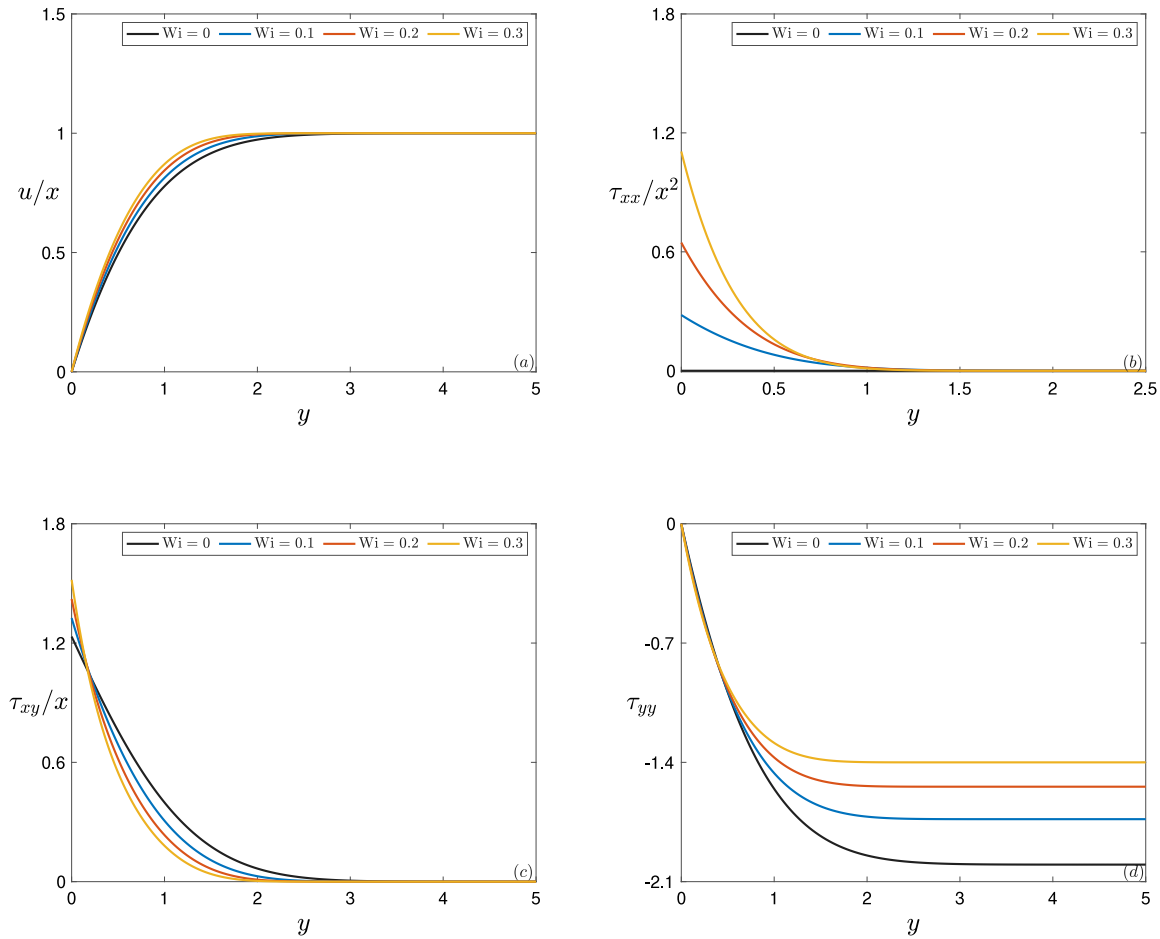 1.5
Wi = 0 Wi = 0.1 Wi = 0.2 Wi = 0.3
1
u/x
0.5
0
(a)
0 1 2 3 4 5
y
1.8
Wi = 0 Wi = 0.1 Wi = 0.2 Wi = 0.3
1.2
τxx/x²
0.6
0
(b)
0 0.5 1 1.5 2 2.5
y
1.8
Wi = 0 Wi = 0.1 Wi = 0.2 Wi = 0.3
1.2
τxy/x
0.6
0
(c)
0 1 2 3 4 5
y
0
Wi = 0 Wi = 0.1 Wi = 0.2 Wi = 0.3
-0.7
τyy
-1.4
-2.1
(d)
0 1 2 3 4 5
y